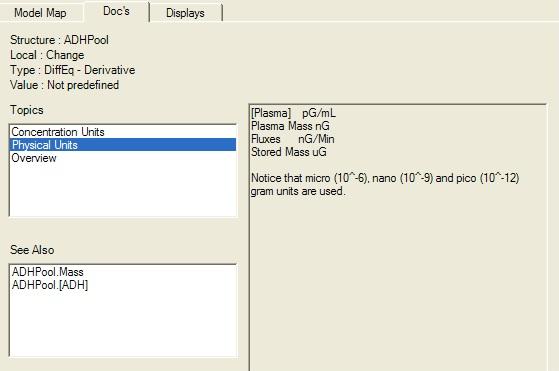 Model Map Doc's Displays
Structure : ADHPool
Local : Change
Type : DiffEq - Derivative
Value : Not predefined
Topics
Concentration Units
Physical Units
Overview
[Plasma] pG/mL
Plasma Mass nG
Fluxes nG/Min
Stored Mass uG
Notice that micro (10^-6), nano (10^-9) and pico (10^-12)
gram units are used.
See Also
ADHPool.Mass
ADHPool.[ADH]